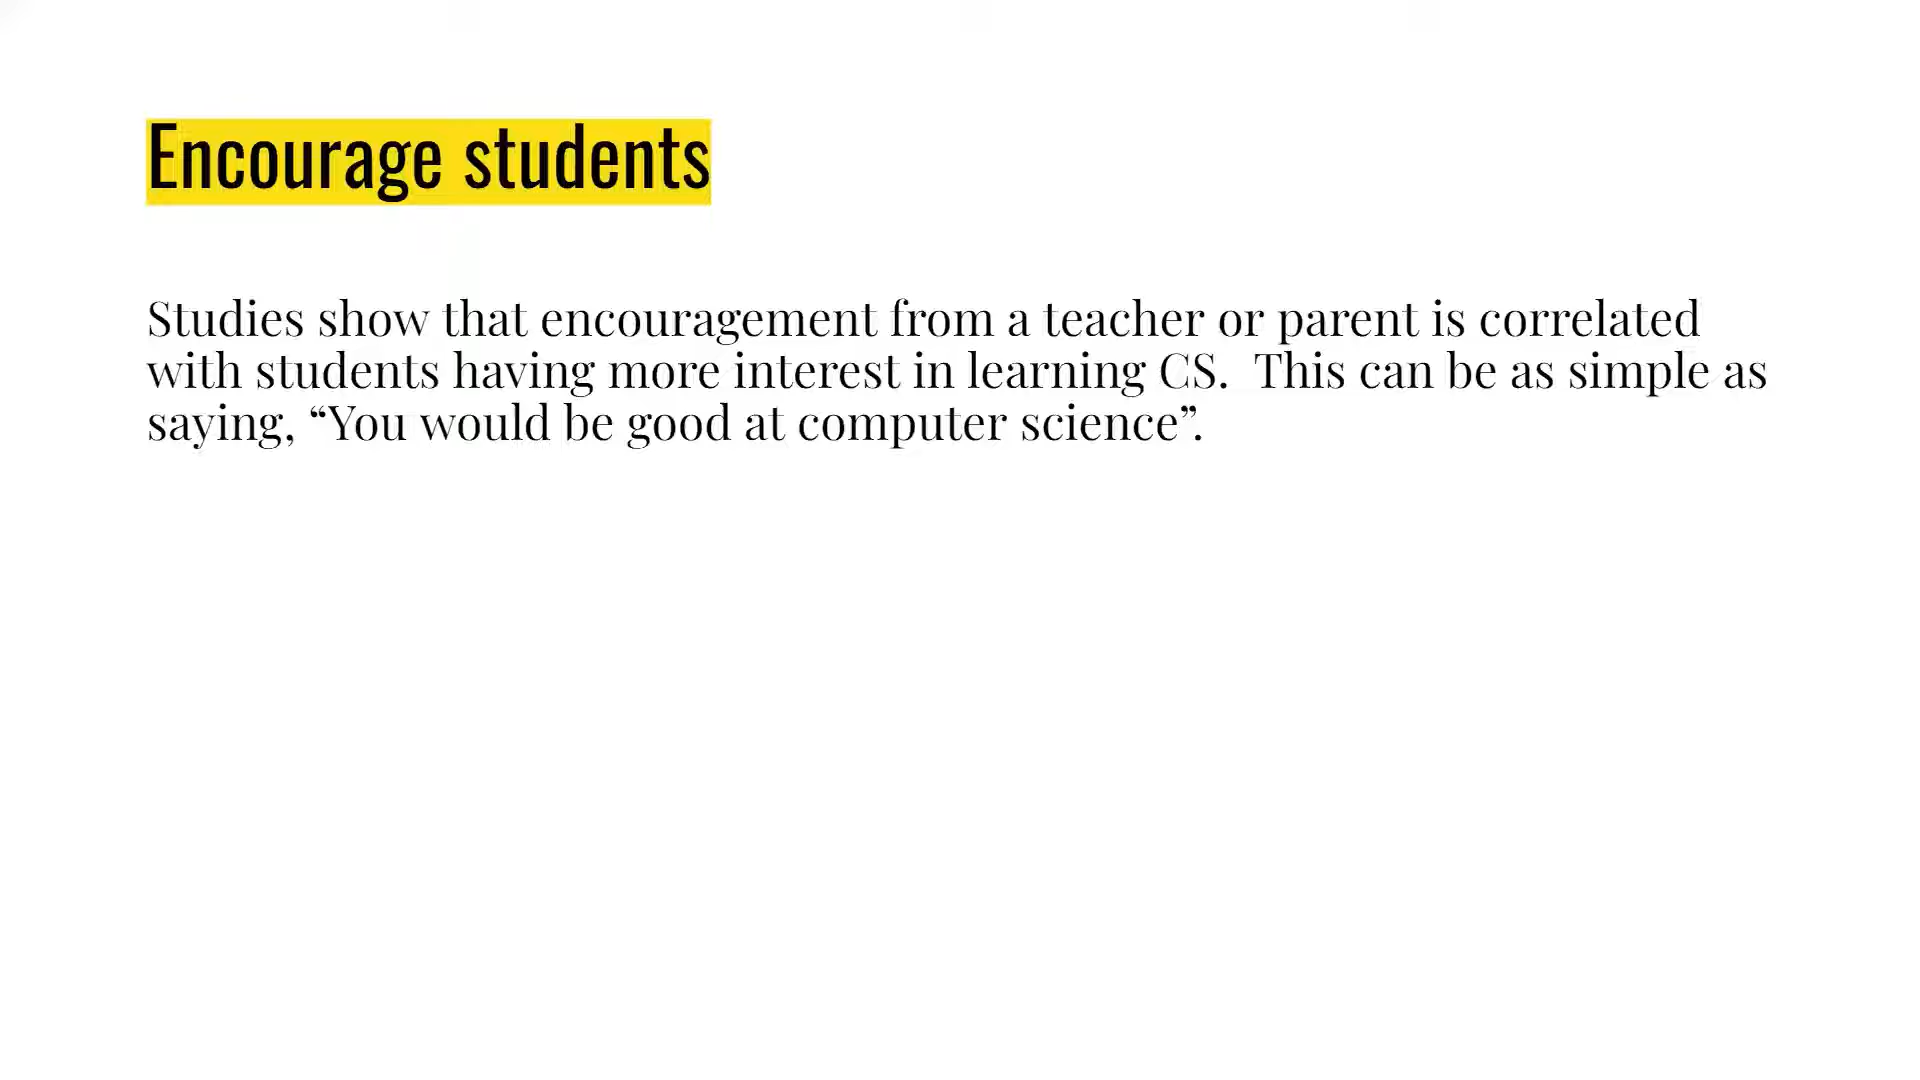 Encourage students
Studies show that encouragement from a teacher or parent is correlated
with students having more interest in learning CS.  This can be as simple as
saying, “You would be good at computer science”.